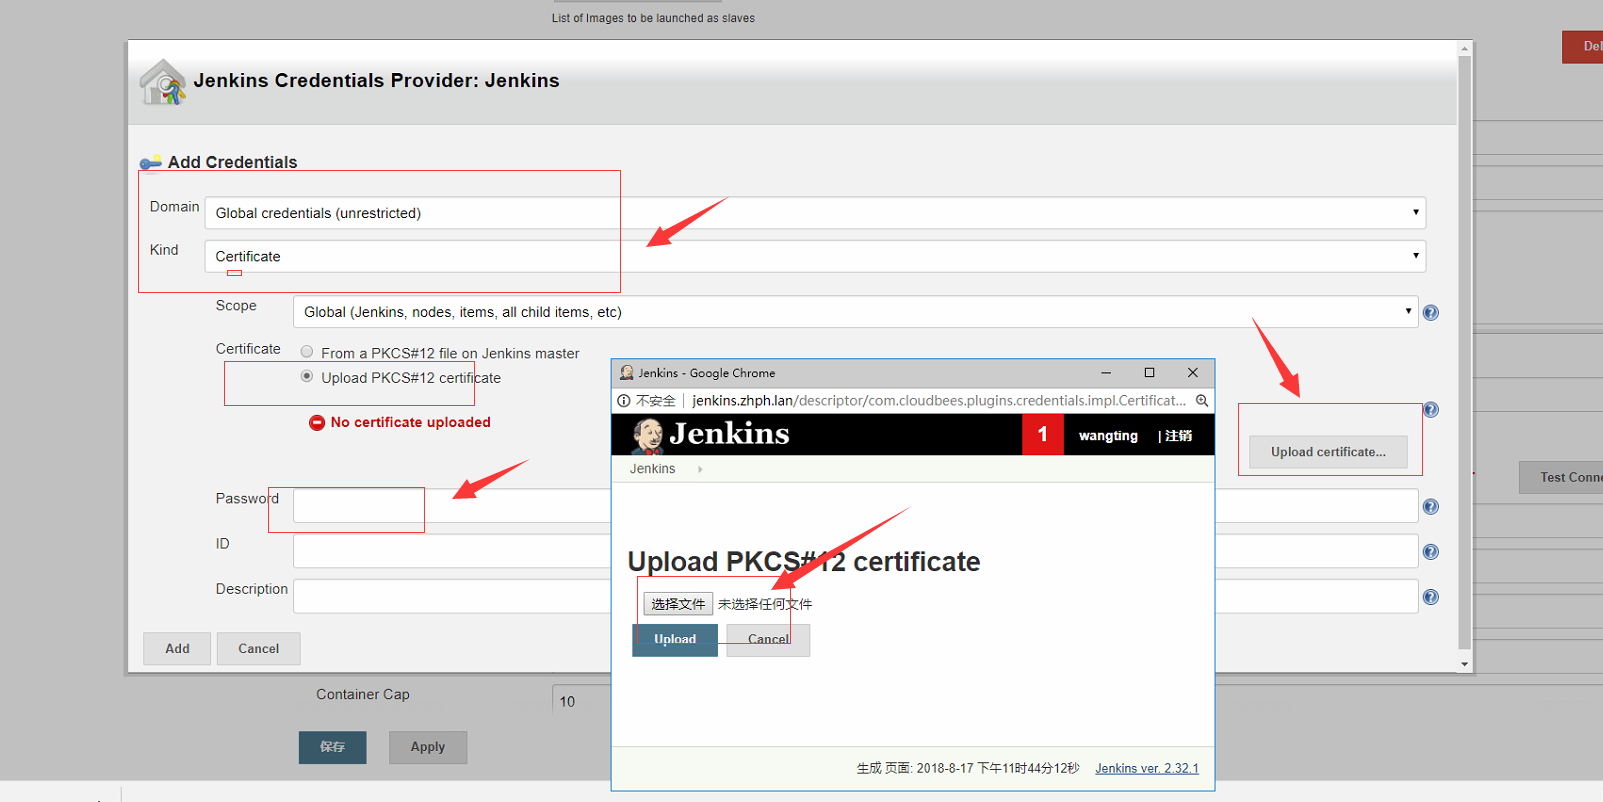 List of Images to be launched as slaves
Del
Jenkins Credentials Provider: Jenkins
Add Credentials
Domain
Global credentials (unrestricted)
Kind
Certificate
Scope
Global (Jenkins, nodes, items, all child items, etc)
Certificate
From a PKCS#12 file on Jenkins master
Upload PKCS#12 certificate
No certificate uploaded
Upload certificate...
Test Conne
Password
ID
Description
Add
Cancel
Jenkins - Google Chrome
不安全 | jenkins.zhph.lan/descriptor/com.cloudbees.plugins.credentials.impl.Certificat...
Jenkins
1
wangting
| 注销
Jenkins
Upload PKCS#12 certificate
选择文件 未选择任何文件
Upload
Cancel
生成 页面: 2018-8-17 下午11时44分12秒
Jenkins ver. 2.32.1
Container Cap
10
保存
Apply